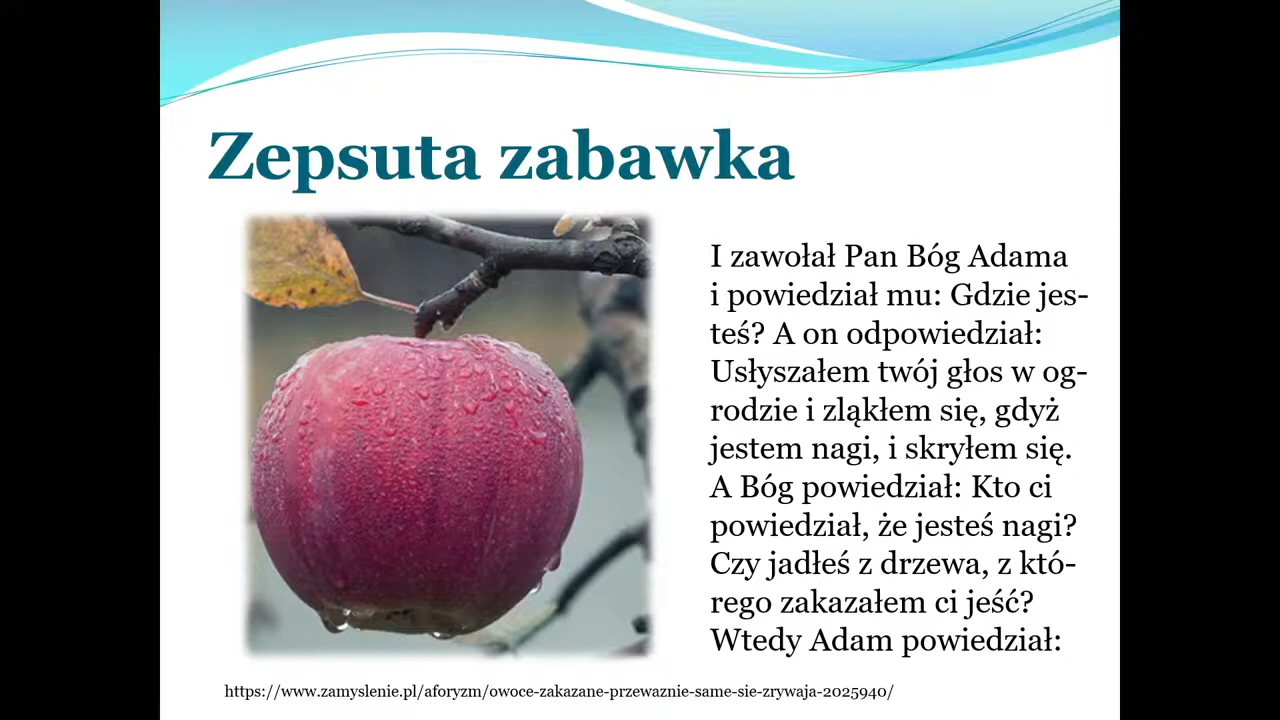 Zepsuta zabawka
I zawołał Pan Bóg Adama
i powiedział mu: Gdzie jes-
teś? A on odpowiedział:
Usłyszałem twój głos w og-
rodzie i zląkłem się, gdyż
jestem nagi, i skryłem się.
A Bóg powiedział: Kto ci
powiedział, że jesteś nagi?
Czy jadłeś z drzewa, z któ-
rego zakazałem ci jeść?
Wtedy Adam powiedział:
https://www.zamyslenie.pl/aforyzm/owoce-zakazane-przewaznie-same-sie-zrywaja-2025940/